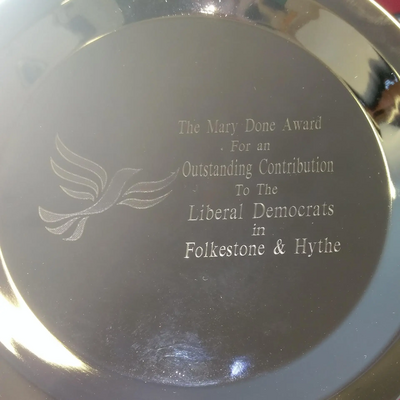 The Mary Done Award
For an
Outstanding Contribution
To The
Liberal Democrats
in
Folkestone & Hythe